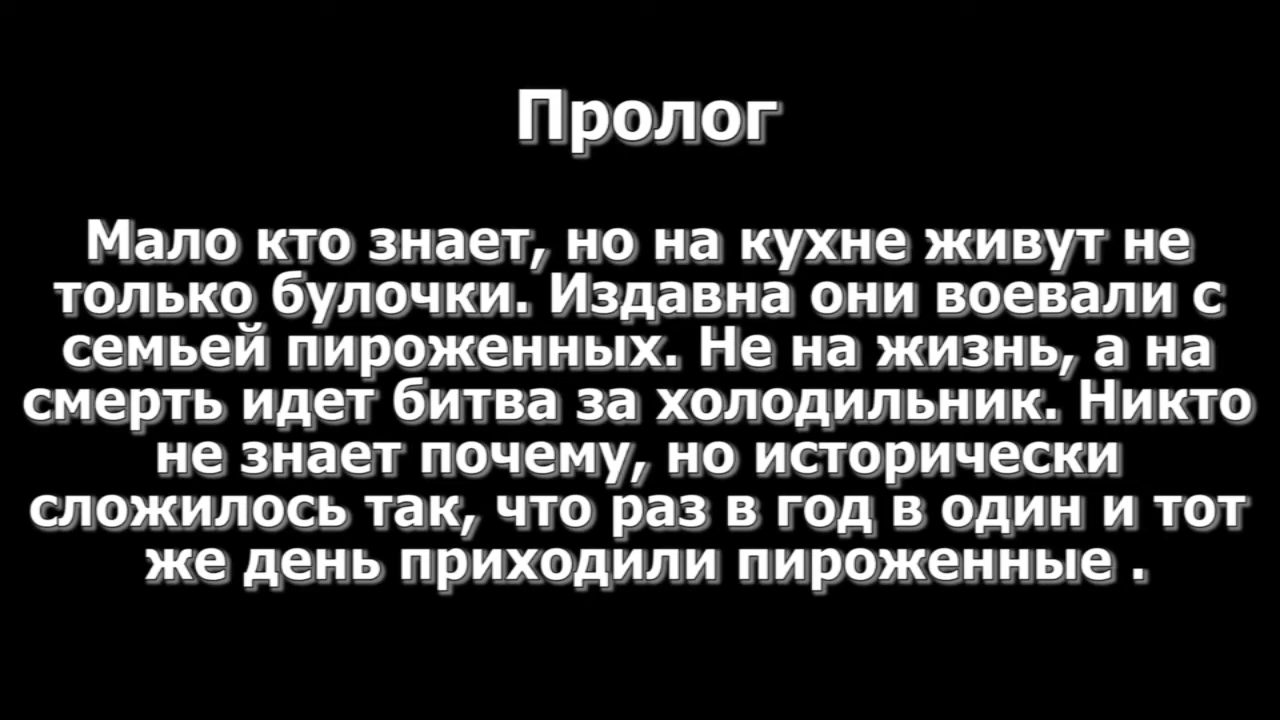 Пролог
Мало кто знает, но на кухне живут не
только булочки. Издавна они воевали с
семьей пироженных. Не на жизнь, а на
смерть идет битва за холодильник. Никто
не знает почему, но исторически
сложилось так, что раз в год в один и тот
же день приходили пироженные .